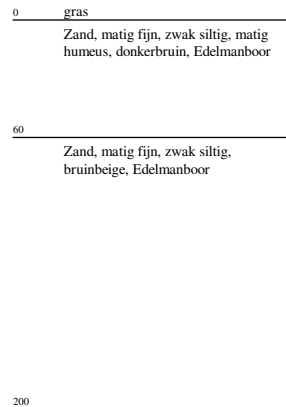 0 gras
Zand, matig fijn, zwak siltig, matig
humeus, donkerbruin, Edelmanboor
60
Zand, matig fijn, zwak siltig,
bruinbeige, Edelmanboor
200